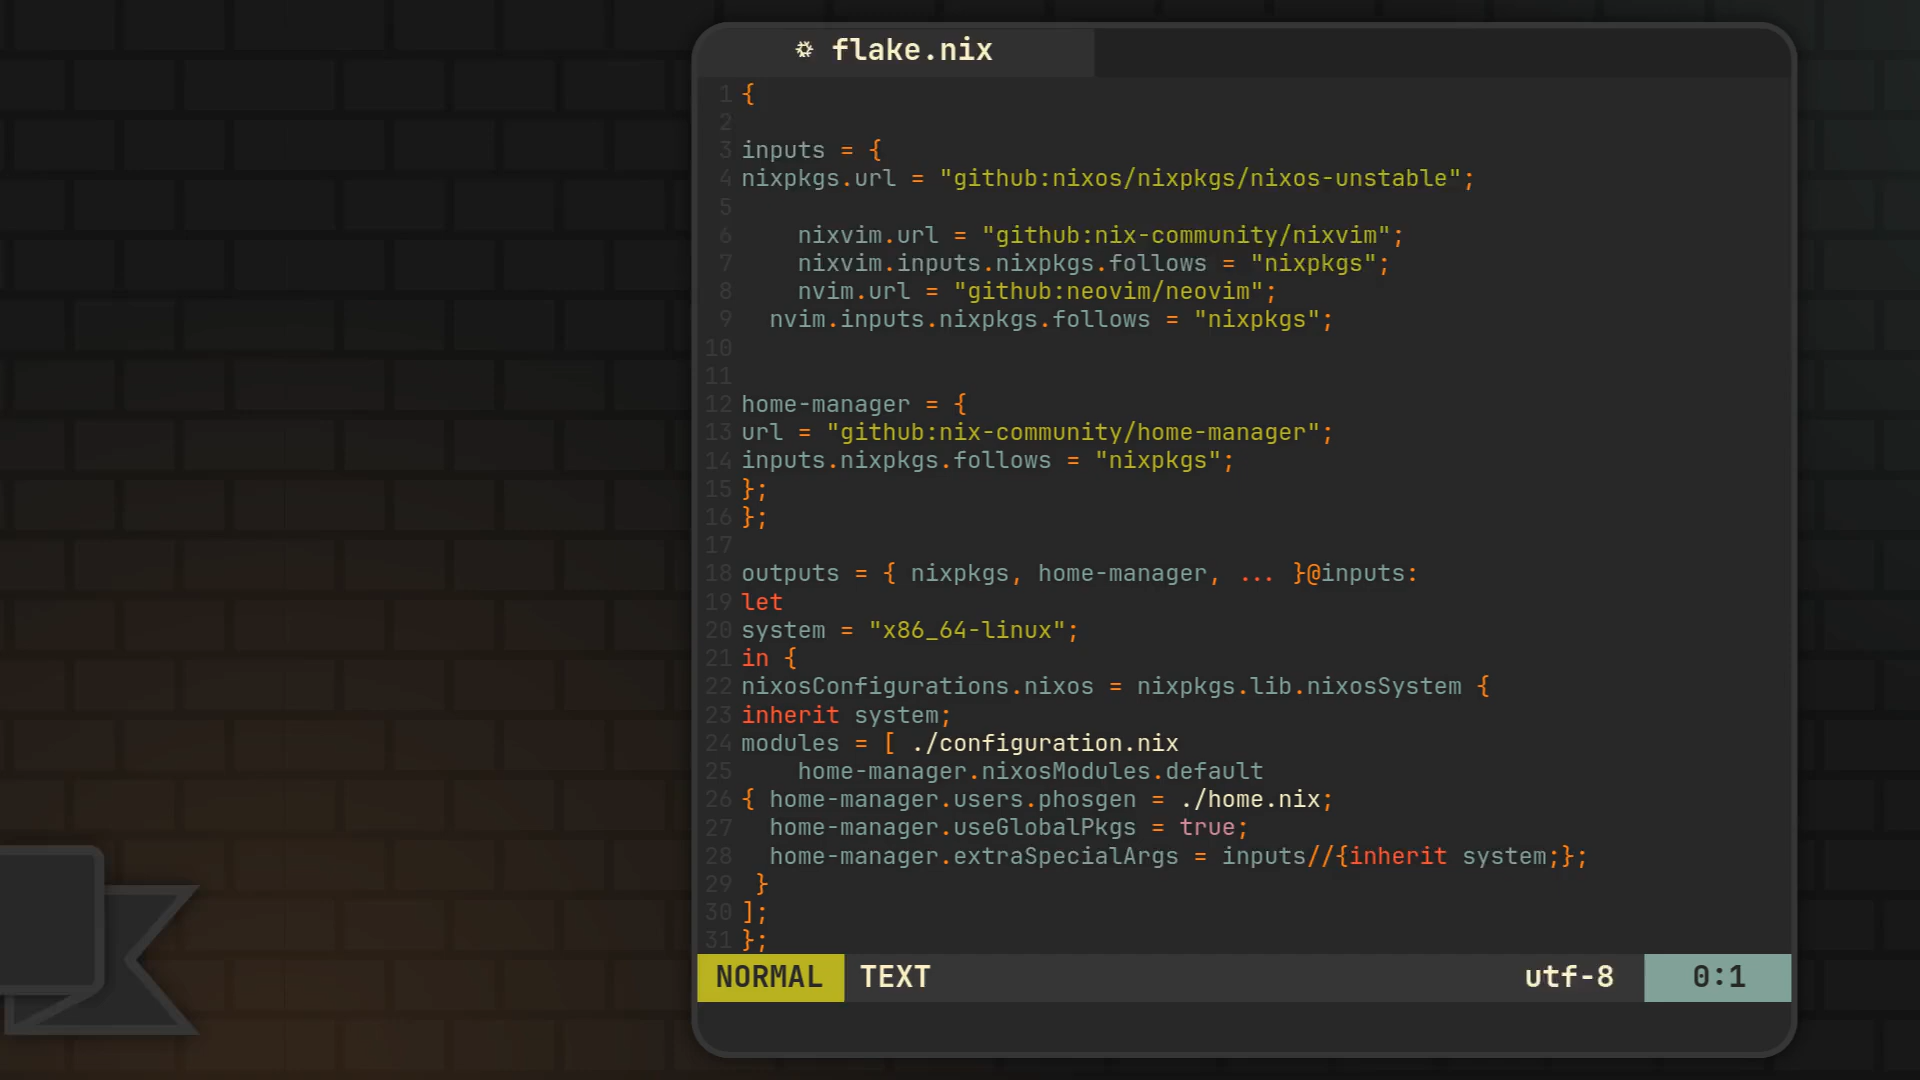 flake.nix
1 {
2
3 inputs = {
4 nixpkgs.url = "github:nixos/nixpkgs/nixos-unstable";
5
6     nixvim.url = "github:nix-community/nixvim";
7     nixvim.inputs.nixpkgs.follows = "nixpkgs";
8     nvim.url = "github:neovim/neovim";
9   nvim.inputs.nixpkgs.follows = "nixpkgs";
10
11
12 home-manager = {
13 url = "github:nix-community/home-manager";
14 inputs.nixpkgs.follows = "nixpkgs";
15 };
16 };
17
18 outputs = { nixpkgs, home-manager, ... }@inputs:
19 let
20 system = "x86_64-linux";
21 in {
22 nixosConfigurations.nixos = nixpkgs.lib.nixosSystem {
23 inherit system;
24 modules = [ ./configuration.nix
25     home-manager.nixosModules.default
26 { home-manager.users.phosgen = ./home.nix;
27   home-manager.useGlobalPkgs = true;
28   home-manager.extraSpecialArgs = inputs//{inherit system;};
29  }
30 ];
31 };
NORMAL TEXT utf-8 0:1